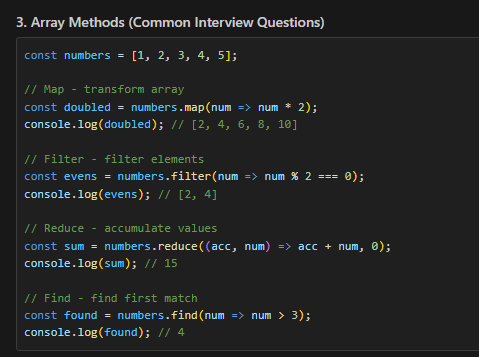 3. Array Methods (Common Interview Questions)
const numbers = [1, 2, 3, 4, 5];
// Map - transform array
const doubled = numbers.map(num => num * 2);
console.log(doubled); // [2, 4, 6, 8, 10]
// Filter - filter elements
const evens = numbers.filter(num => num % 2 === 0);
console.log(evens); // [2, 4]
// Reduce - accumulate values
const sum = numbers.reduce((acc, num) => acc + num, 0);
console.log(sum); // 15
// Find - find first match
const found = numbers.find(num => num > 3);
console.log(found); // 4